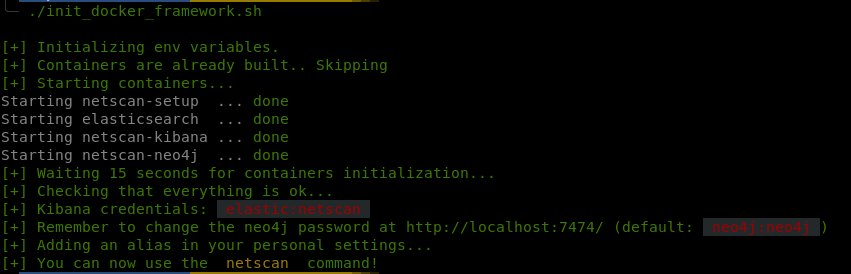 ./init_docker_framework.sh
[+] Initializing env variables.
[+] Containers are already built.. Skipping
[+] Starting containers...
Starting netscan-setup ... done
Starting elasticsearch ... done
Starting netscan-kibana ... done
Starting netscan-neo4j ... done
[+] Waiting 15 seconds for containers initialization...
[+] Checking that everything is ok...
[+] Kibana credentials: elastic:netscan
[+] Remember to change the neo4j password at http://localhost:7474/ (default: neo4j:neo4j )
[+] Adding an alias in your personal settings...
[+] You can now use the netscan command!